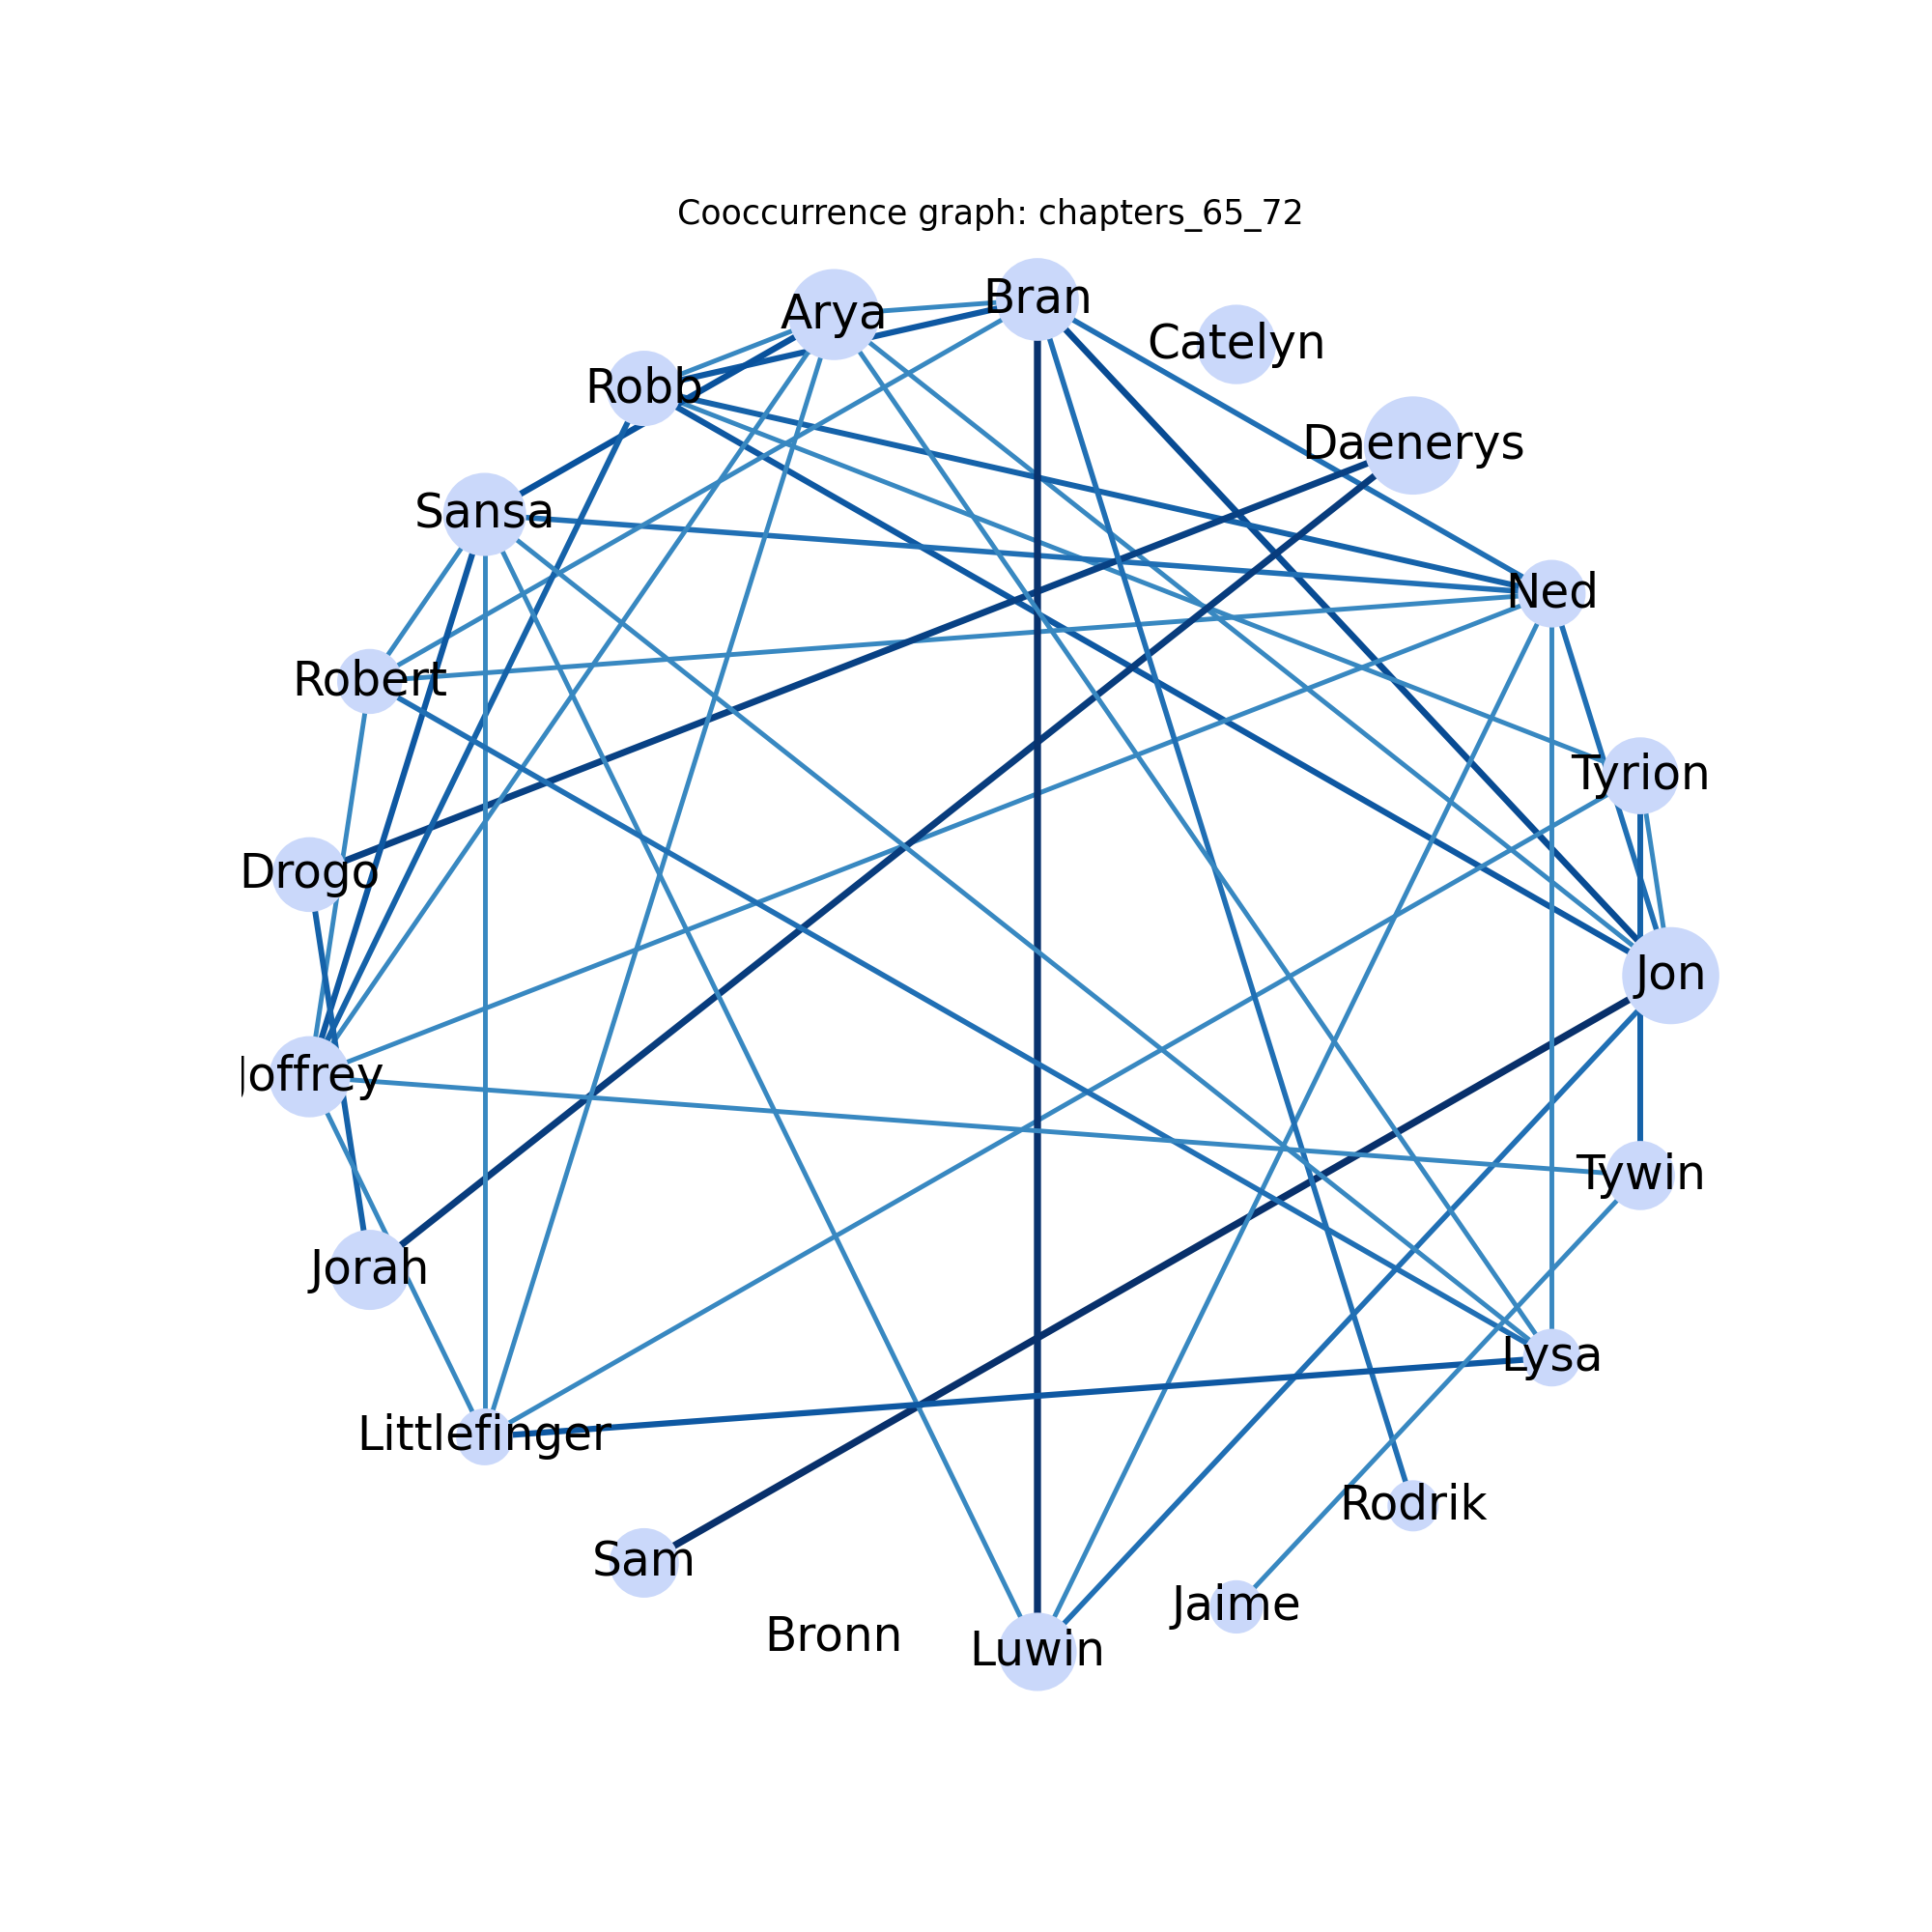 Cooccurrence graph: chapters_65_72
Bran
Arya
Catelyn
Robb
Daenerys
Sansa
Ned
Robert
Tyrion
Drogo
Jon
Joffrey
Tywin
Jorah
Lysa
Littlefinger
Rodrik
Sam
Jaime
Bronn
Luwin